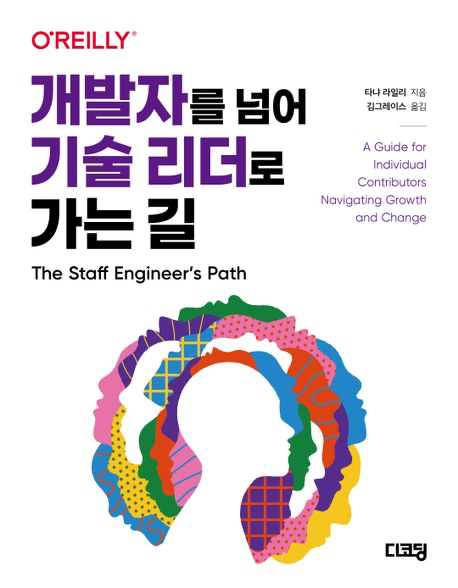 O'REILLY®
개발자를 넘어
기술 리더로
가는 길
The Staff Engineer's Path
타냐 라일리 지음
김그레이스 옮김
A Guide for
Individual
Contributors
Navigating Growth
and Change
디코딩